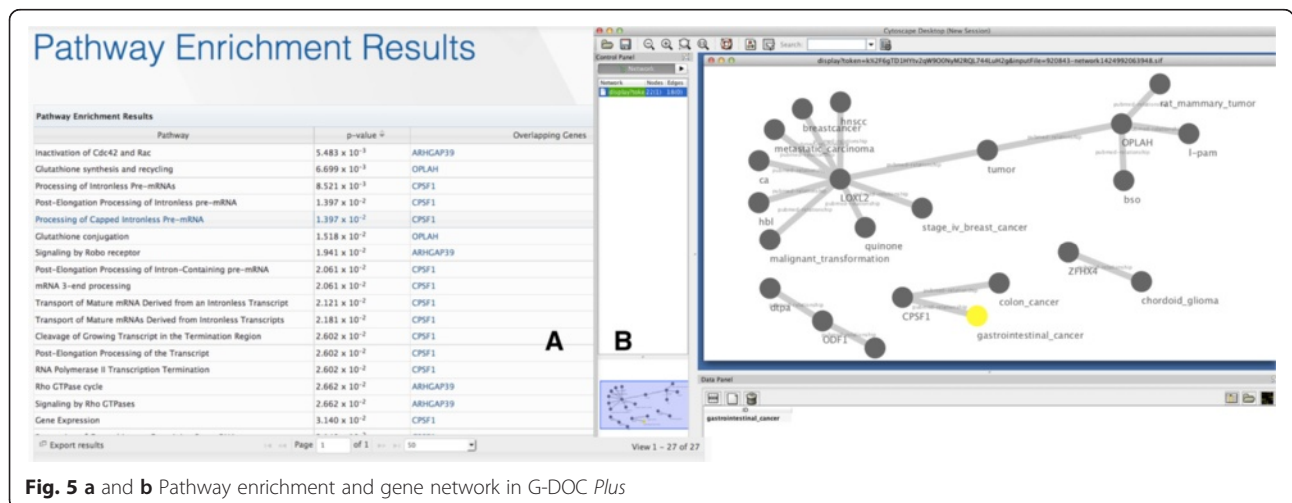 Pathway Enrichment Results
Pathway Enrichment Results
Pathway p-value Overlapping Genes
Inactivation of Cdc42 and Rac 5.483 x 10⁻³ ARHGAP39
Glutathione synthesis and recycling 6.699 x 10⁻³ OPLAH
Processing of Intronless Pre-mRNAs 8.521 x 10⁻³ CPSF1
Post-Elongation Processing of Intronless pre-mRNA 1.397 x 10⁻² CPSF1
Processing of Capped Intronless Pre-mRNA 1.397 x 10⁻² CPSF1
Glutathione conjugation 1.518 x 10⁻² OPLAH
Signaling by Robo receptor 1.941 x 10⁻² ARHGAP39
Post-Elongation Processing of Intron-Containing pre-mRNA 2.061 x 10⁻² CPSF1
mRNA 3-end processing 2.061 x 10⁻² CPSF1
Transport of Mature mRNA Derived from an Intronless Transcript 2.121 x 10⁻² CPSF1
Transport of Mature mRNAs Derived from Intronless Transcripts 2.181 x 10⁻² CPSF1
Cleavage of Growing Transcript in the Termination Region 2.602 x 10⁻² CPSF1
Post-Elongation Processing of the Transcript 2.602 x 10⁻² CPSF1
RNA Polymerase II Transcription Termination 2.602 x 10⁻² CPSF1
Rho GTPase cycle 2.662 x 10⁻² ARHGAP39
Signaling by Rho GTPases 2.662 x 10⁻² ARHGAP39
Gene Expression 3.140 x 10⁻² CPSF1
Export results Page 1 of 1 50 View 1 - 27 of 27
A
B
Cytoscape Desktop (New Session)
Search:
Control Panel
Network
Network Nodes Edges
hnscc
breastcancer
metastatic_carcinoma
ca
LOXL2
hbl
quinone
stage_iv_breast_cancer
malignant_transformation
tumor
rat_mammary_tumor
OPLAH
l-pam
bso
ZFHX4
chordoid_glioma
dtpa
ODF1
CPSF1
colon_cancer
gastrointestinal_cancer
pubmed-relationship
Data Panel
ID
gastrointestinal_cancer
Fig. 5 a and b Pathway enrichment and gene network in G-DOC Plus